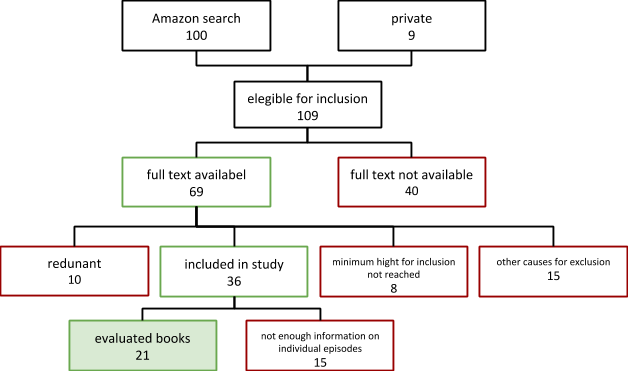 Amazon search
100
private
9
elegible for inclusion
109
full text availabel
69
full text not available
40
redunant
10
included in study
36
minimum hight for inclusion
not reached
8
other causes for exclusion
15
evaluated books
21
not enough information on
individual episodes
15